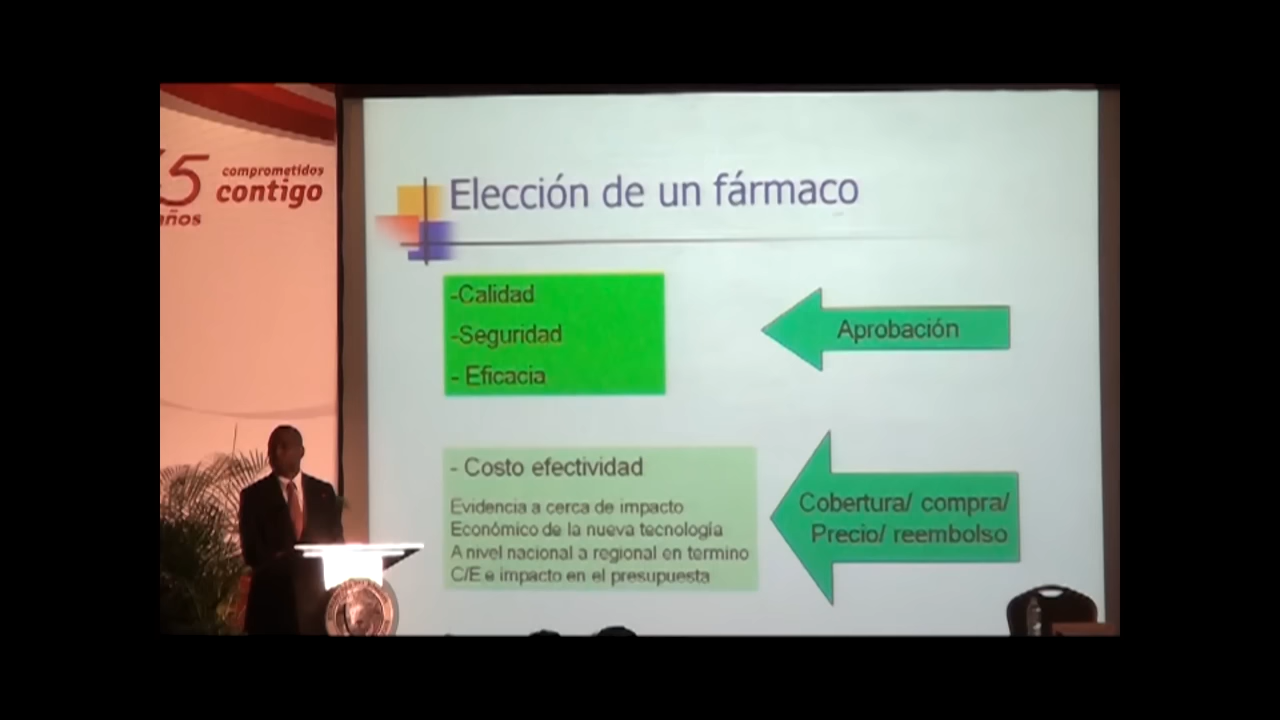 comprometidos
contigo
años
Elección de un fármaco
-Calidad
-Seguridad
- Eficacia
Aprobación
- Costo efectividad
Evidencia a cerca de impacto
Económico de la nueva tecnología
A nivel nacional a regional en termino
C/E e impacto en el presupuesta
Cobertura/ compra/
Precio/ reembolso